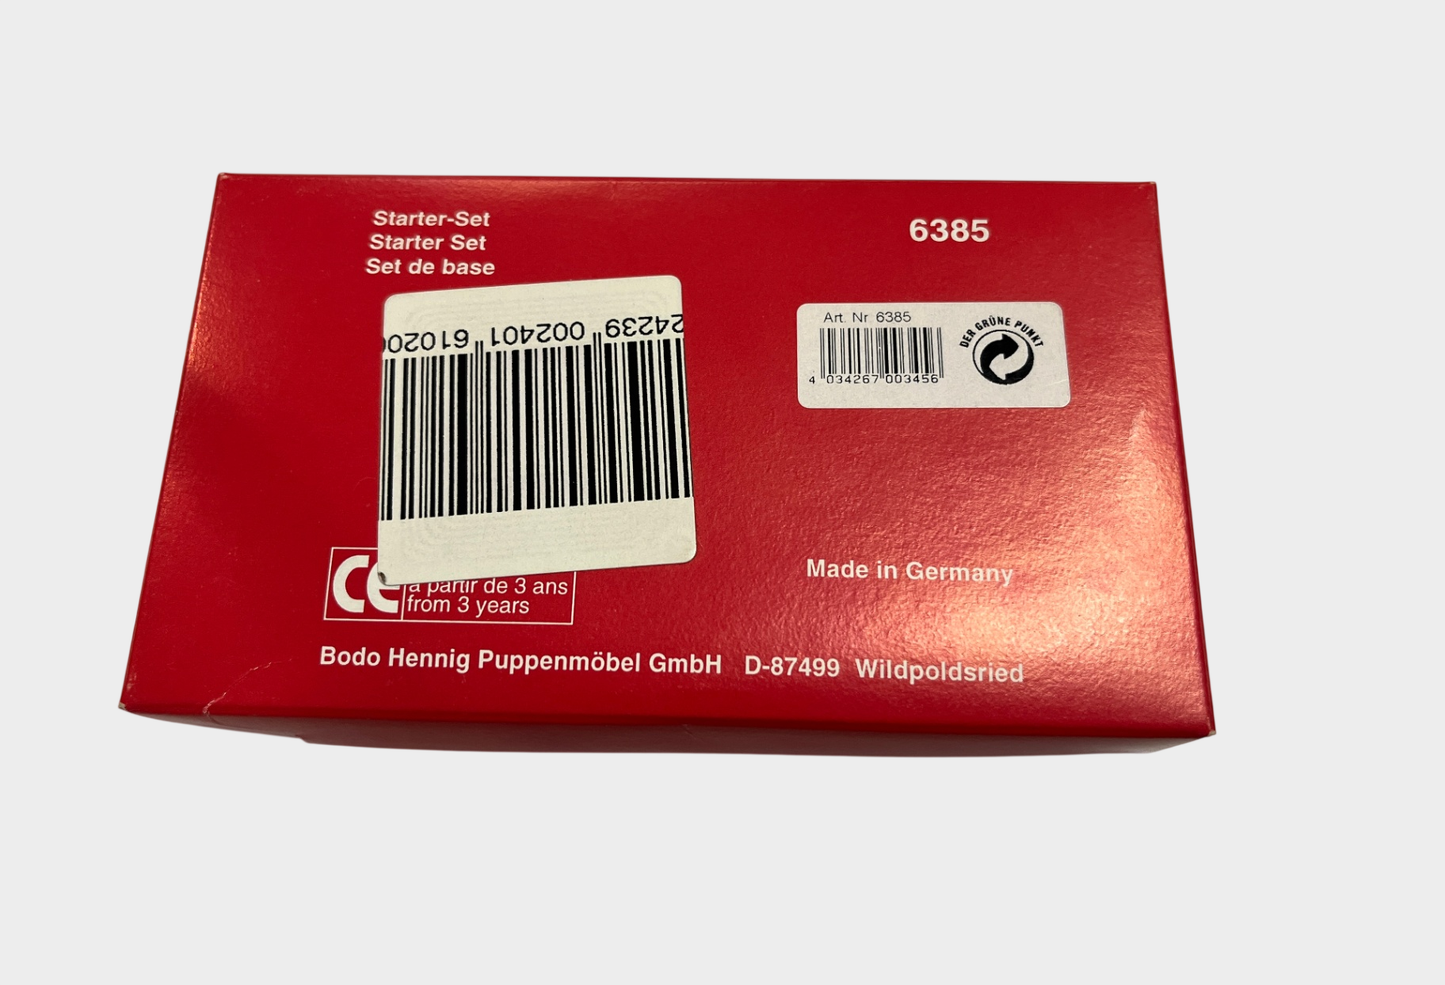 Starter-Set
Starter Set
Set de base
6385
24239 002401 610200
Art. Nr 6385
4 034267 003456
DER GRÜNE PUNKT
CE
à partir de 3 ans
from 3 years
Made in Germany
Bodo Hennig Puppenmöbel GmbH D-87499 Wildpoldsried